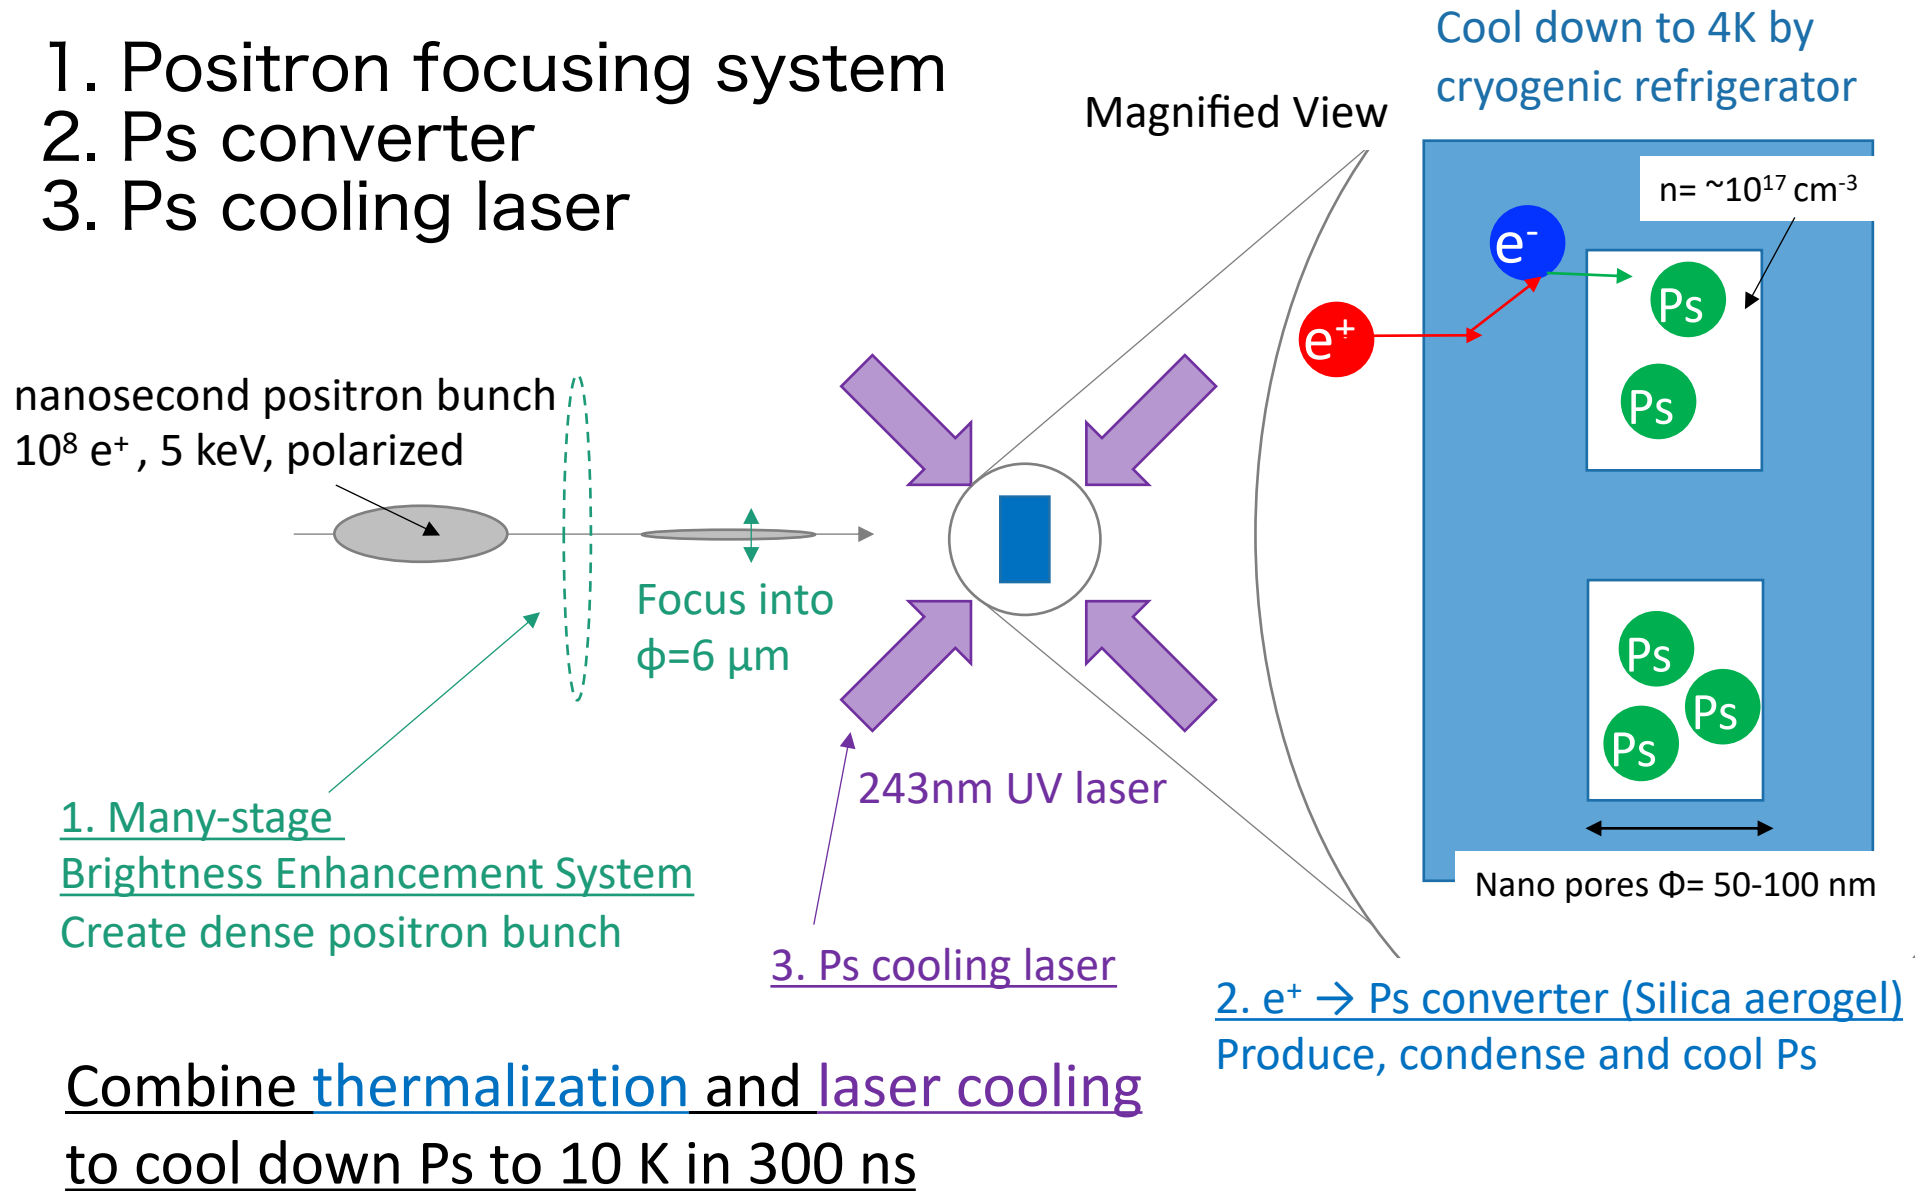 1. Positron focusing system
2. Ps converter
3. Ps cooling laser
Cool down to 4K by
cryogenic refrigerator
Magnified View
n= ~10¹⁷ cm⁻³
e⁻
e⁺
Ps
Ps
nanosecond positron bunch
10⁸ e⁺ , 5 keV, polarized
Focus into
ϕ=6 μm
Ps
Ps
Ps
243nm UV laser
Nano pores Φ= 50-100 nm
1. Many-stage
Brightness Enhancement System
Create dense positron bunch
3. Ps cooling laser
2. e⁺ → Ps converter (Silica aerogel)
Produce, condense and cool Ps
Combine thermalization and laser cooling
to cool down Ps to 10 K in 300 ns